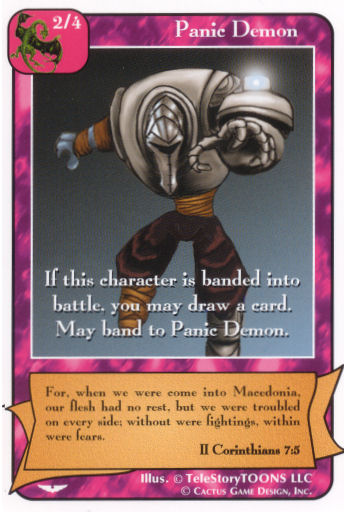 2/4
Panic Demon
If this character is banded into
battle, you may draw a card.
May band to Panic Demon.
For, when we were come into Macedonia,
our flesh had no rest, but we were troubled
on every side; without were fightings, within
were fears.
II Corinthians 7:5
Illus. © TeleStoryTOONS LLC
© Cactus Game Design, Inc.